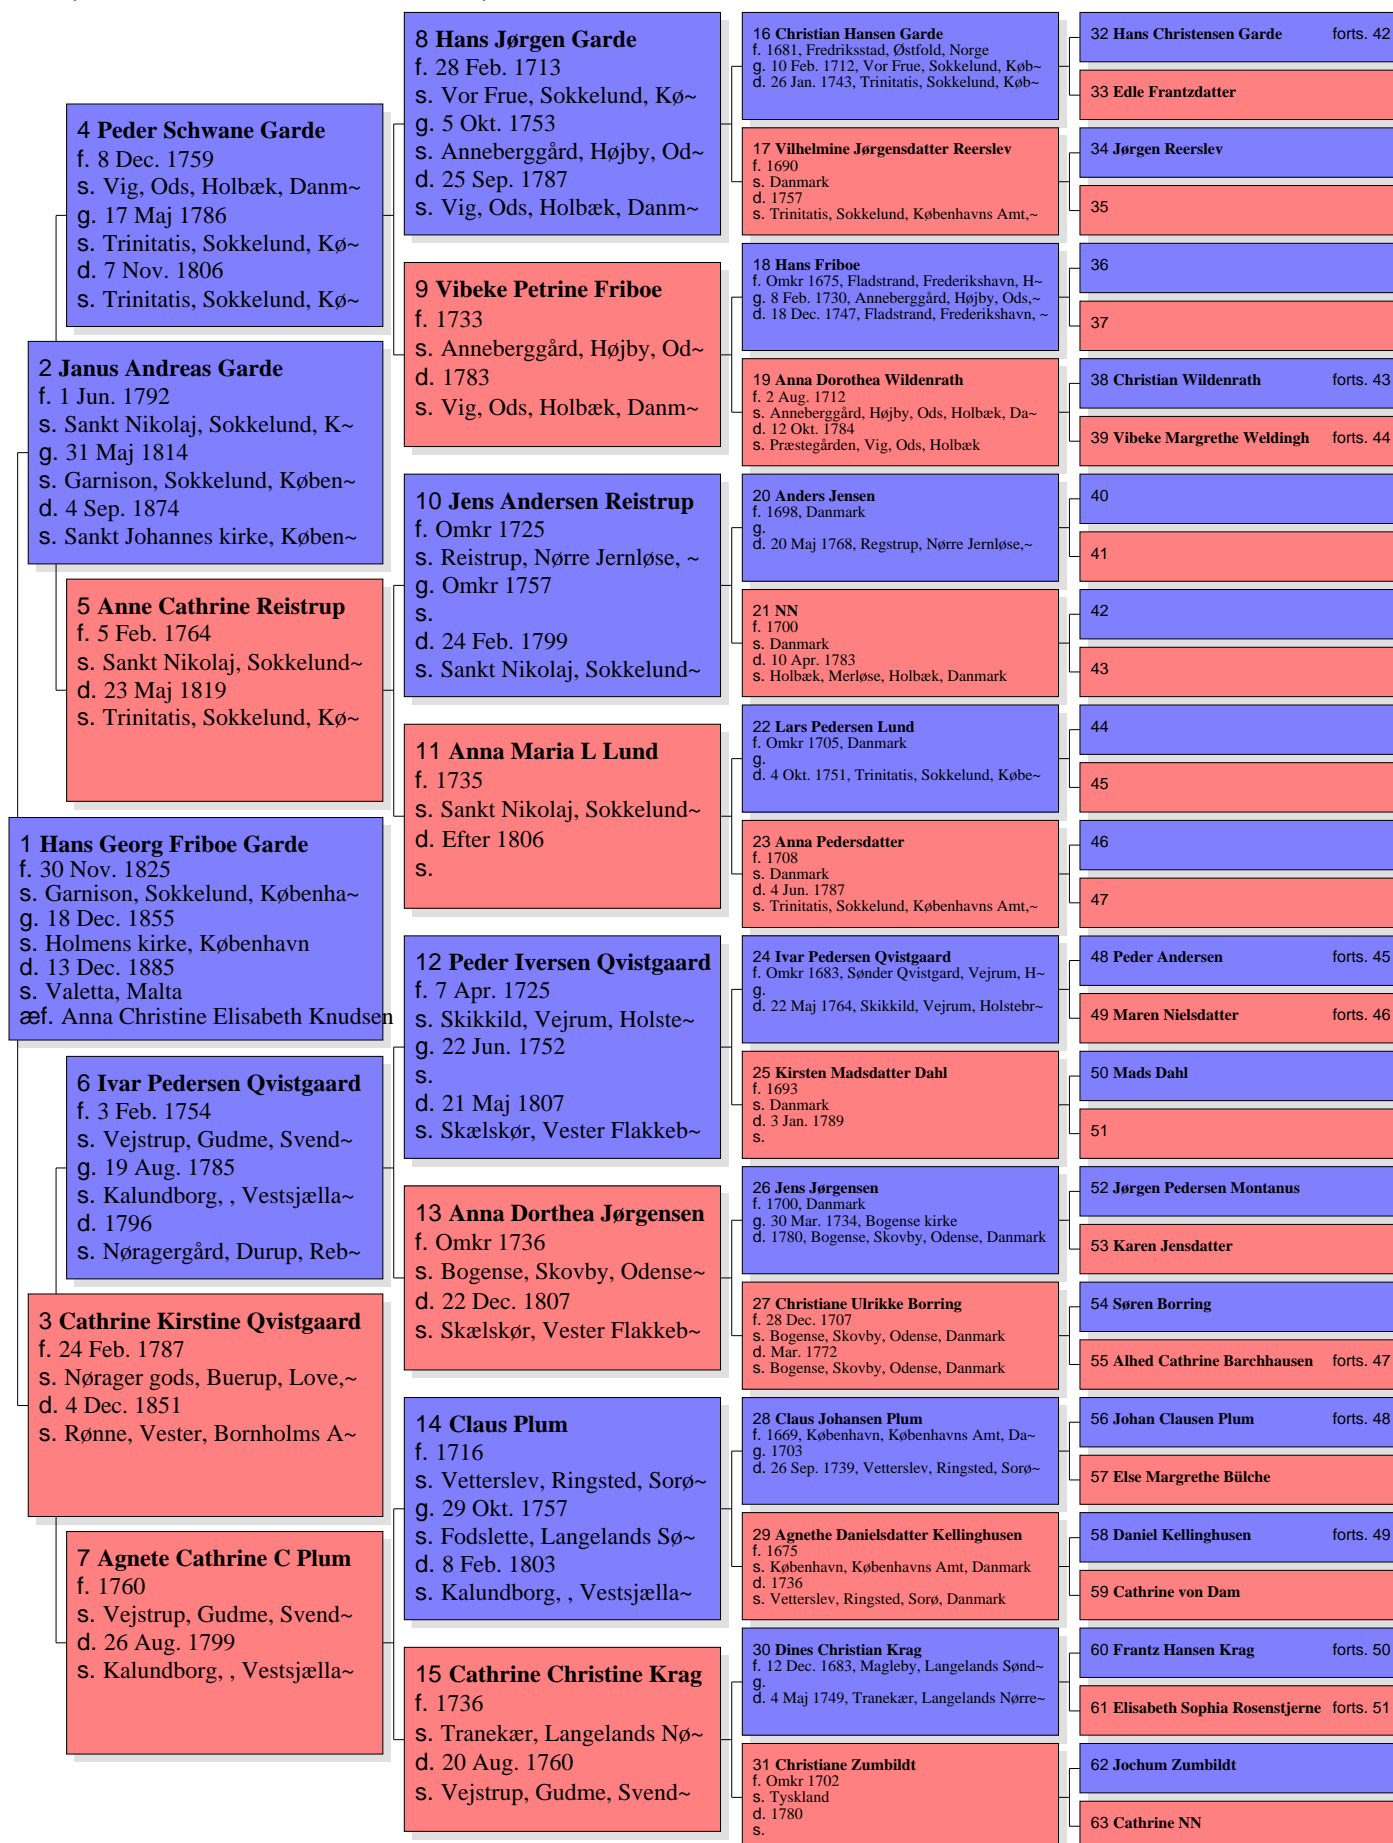 1 Hans Georg Friboe Garde
f. 30 Nov. 1825
s. Garnison, Sokkelund, Københa~
g. 18 Dec. 1855
s. Holmens kirke, København
d. 13 Dec. 1885
s. Valetta, Malta
æf. Anna Christine Elisabeth Knudsen
2 Janus Andreas Garde
f. 1 Jun. 1792
s. Sankt Nikolaj, Sokkelund, K~
g. 31 Maj 1814
s. Garnison, Sokkelund, Køben~
d. 4 Sep. 1874
s. Sankt Johannes kirke, Køben~
3 Cathrine Kirstine Qvistgaard
f. 24 Feb. 1787
s. Nørager gods, Buerup, Love,~
d. 4 Dec. 1851
s. Rønne, Vester, Bornholms A~
4 Peder Schwane Garde
f. 8 Dec. 1759
s. Vig, Ods, Holbæk, Danm~
g. 17 Maj 1786
s. Trinitatis, Sokkelund, Kø~
d. 7 Nov. 1806
s. Trinitatis, Sokkelund, Kø~
5 Anne Cathrine Reistrup
f. 5 Feb. 1764
s. Sankt Nikolaj, Sokkelund~
d. 23 Maj 1819
s. Trinitatis, Sokkelund, Kø~
6 Ivar Pedersen Qvistgaard
f. 3 Feb. 1754
s. Vejstrup, Gudme, Svend~
g. 19 Aug. 1785
s. Kalundborg, , Vestsjælla~
d. 1796
s. Nøragergård, Durup, Reb~
7 Agnete Cathrine C Plum
f. 1760
s. Vejstrup, Gudme, Svend~
d. 26 Aug. 1799
s. Kalundborg, , Vestsjælla~
8 Hans Jørgen Garde
f. 28 Feb. 1713
s. Vor Frue, Sokkelund, Kø~
g. 5 Okt. 1753
s. Anneberggård, Højby, Od~
d. 25 Sep. 1787
s. Vig, Ods, Holbæk, Danm~
9 Vibeke Petrine Friboe
f. 1733
s. Anneberggård, Højby, Od~
d. 1783
s. Vig, Ods, Holbæk, Danm~
10 Jens Andersen Reistrup
f. Omkr 1725
s. Reistrup, Nørre Jernløse, ~
g. Omkr 1757
s.
d. 24 Feb. 1799
s. Sankt Nikolaj, Sokkelund~
11 Anna Maria L Lund
f. 1735
s. Sankt Nikolaj, Sokkelund~
d. Efter 1806
s.
12 Peder Iversen Qvistgaard
f. 7 Apr. 1725
s. Skikkild, Vejrum, Holste~
g. 22 Jun. 1752
s.
d. 21 Maj 1807
s. Skælskør, Vester Flakkeb~
13 Anna Dorthea Jørgensen
f. Omkr 1736
s. Bogense, Skovby, Odense~
d. 22 Dec. 1807
s. Skælskør, Vester Flakkeb~
14 Claus Plum
f. 1716
s. Vetterslev, Ringsted, Sorø~
g. 29 Okt. 1757
s. Fodslette, Langelands Sø~
d. 8 Feb. 1803
s. Kalundborg, , Vestsjælla~
15 Cathrine Christine Krag
f. 1736
s. Tranekær, Langelands Nø~
d. 20 Aug. 1760
s. Vejstrup, Gudme, Svend~
16 Christian Hansen Garde
f. 1681, Fredriksstad, Østfold, Norge
g. 10 Feb. 1712, Vor Frue, Sokkelund, Køb~
d. 26 Jan. 1743, Trinitatis, Sokkelund, Køb~
17 Vilhelmine Jørgensdatter Reerslev
f. 1690
s. Danmark
d. 1757
s. Trinitatis, Sokkelund, Københavns Amt,~
18 Hans Friboe
f. Omkr 1675, Fladstrand, Frederikshavn, H~
g. 8 Feb. 1730, Anneberggård, Højby, Ods,~
d. 18 Dec. 1747, Fladstrand, Frederikshavn, ~
19 Anna Dorothea Wildenrath
f. 2 Aug. 1712
s. Anneberggård, Højby, Ods, Holbæk, Da~
d. 12 Okt. 1784
s. Præstegården, Vig, Ods, Holbæk
20 Anders Jensen
f. 1698, Danmark
g.
d. 20 Maj 1768, Regstrup, Nørre Jernløse,~
21 NN
f. 1700
s. Danmark
d. 10 Apr. 1783
s. Holbæk, Merløse, Holbæk, Danmark
22 Lars Pedersen Lund
f. Omkr 1705, Danmark
g.
d. 4 Okt. 1751, Trinitatis, Sokkelund, Købe~
23 Anna Pedersdatter
f. 1708
s. Danmark
d. 4 Jun. 1787
s. Trinitatis, Sokkelund, Københavns Amt,~
24 Ivar Pedersen Qvistgaard
f. Omkr 1683, Sønder Qvistgard, Vejrum, H~
g.
d. 22 Maj 1764, Skikkild, Vejrum, Holstebr~
25 Kirsten Madsdatter Dahl
f. 1693
s. Danmark
d. 3 Jan. 1789
s.
26 Jens Jørgensen
f. 1700, Danmark
g. 30 Mar. 1734, Bogense kirke
d. 1780, Bogense, Skovby, Odense, Danmark
27 Christiane Ulrikke Borring
f. 28 Dec. 1707
s. Bogense, Skovby, Odense, Danmark
d. Mar. 1772
s. Bogense, Skovby, Odense, Danmark
28 Claus Johansen Plum
f. 1669, København, Københavns Amt, Da~
g. 1703
d. 26 Sep. 1739, Vetterslev, Ringsted, Sorø~
29 Agnethe Danielsdatter Kellinghusen
f. 1675
s. København, Københavns Amt, Danmark
d. 1736
s. Vetterslev, Ringsted, Sorø, Danmark
30 Dines Christian Krag
f. 12 Dec. 1683, Magleby, Langelands Sønd~
g.
d. 4 Maj 1749, Tranekær, Langelands Nørre~
31 Christiane Zumbildt
f. Omkr 1702
s. Tyskland
d. 1780
s.
32 Hans Christensen Garde forts. 42
33 Edle Frantzdatter
34 Jørgen Reerslev
35
36
37
38 Christian Wildenrath forts. 43
39 Vibeke Margrethe Weldingh forts. 44
40
41
42
43
44
45
46
47
48 Peder Andersen forts. 45
49 Maren Nielsdatter forts. 46
50 Mads Dahl
51
52 Jørgen Pedersen Montanus
53 Karen Jensdatter
54 Søren Borring
55 Alhed Cathrine Barchhausen forts. 47
56 Johan Clausen Plum forts. 48
57 Else Margrethe Bülche
58 Daniel Kellinghusen forts. 49
59 Cathrine von Dam
60 Frantz Hansen Krag forts. 50
61 Elisabeth Sophia Rosenstjerne forts. 51
62 Jochum Zumbildt
63 Cathrine NN